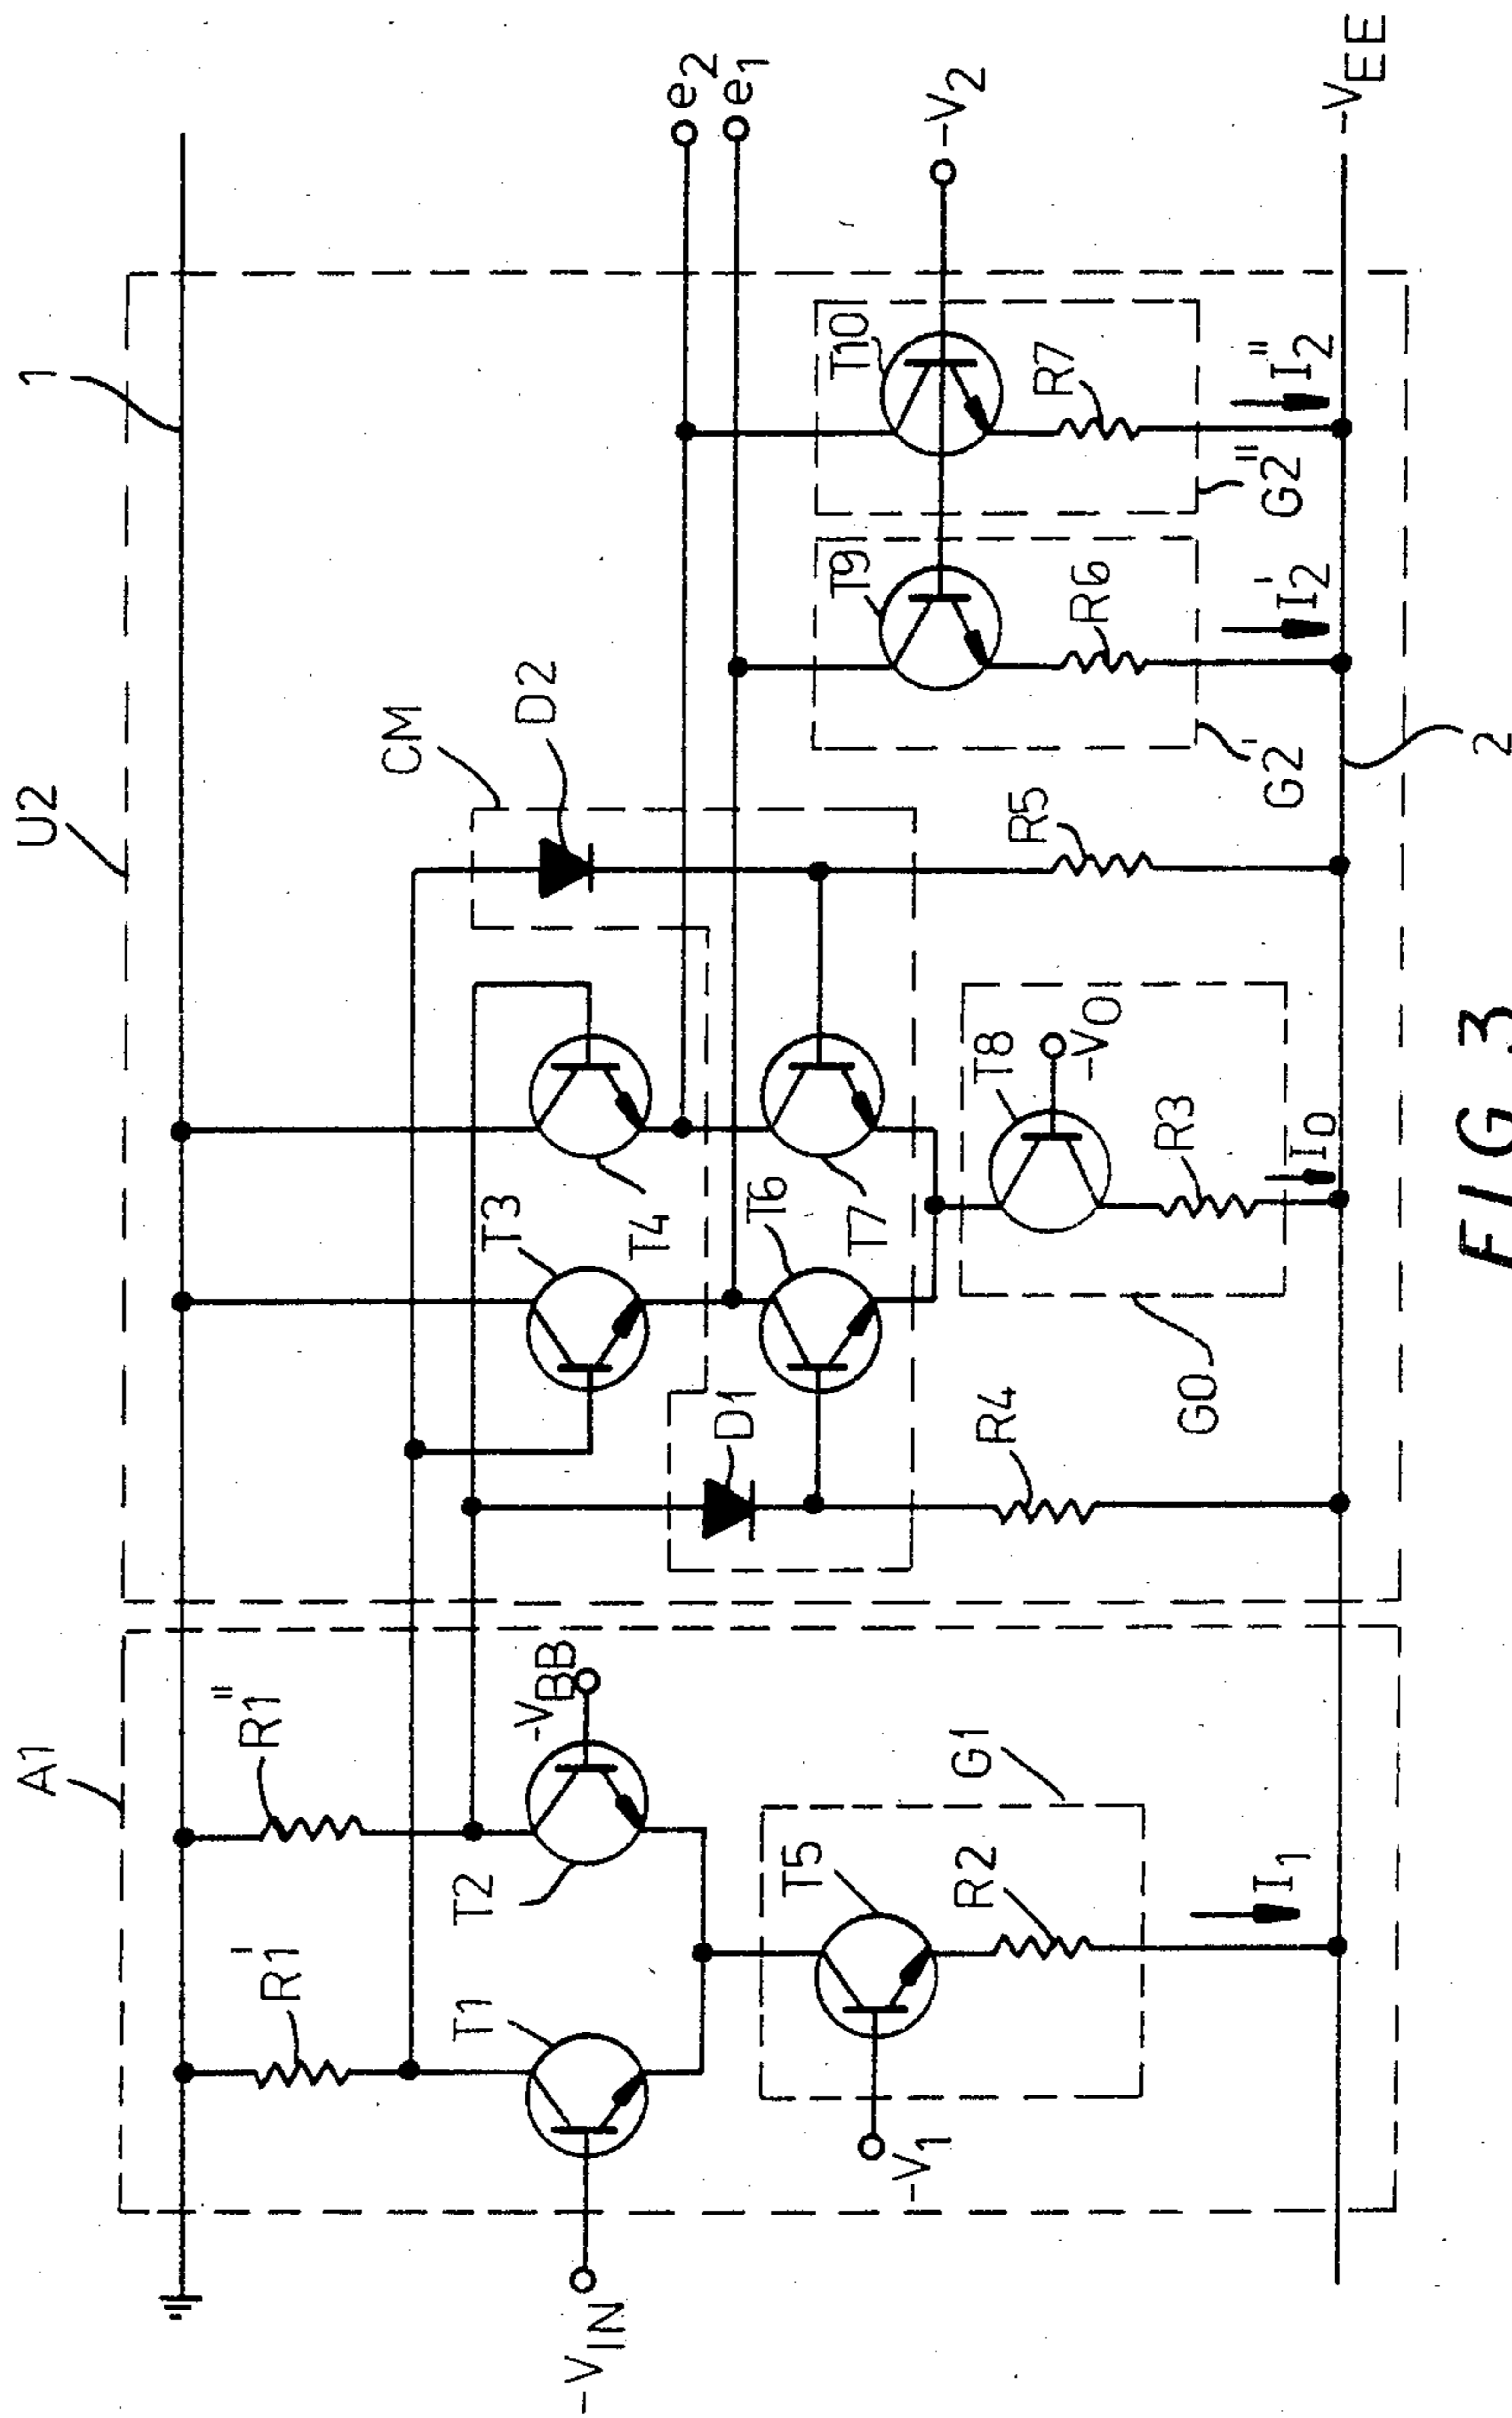 A1
U2
1
R1'
R1"
T1
T2
-VIN
-VBB
G1
T5
R2
-V1
I1
T3
T4
CM
D2
D1
T6
T7
R4
R5
G0
T8
-VO
R3
IO
e2
e1
T9
T10
-V2
R6
R7
G2'
G2"
I2'
I2"
2
-VEE
FIG.3